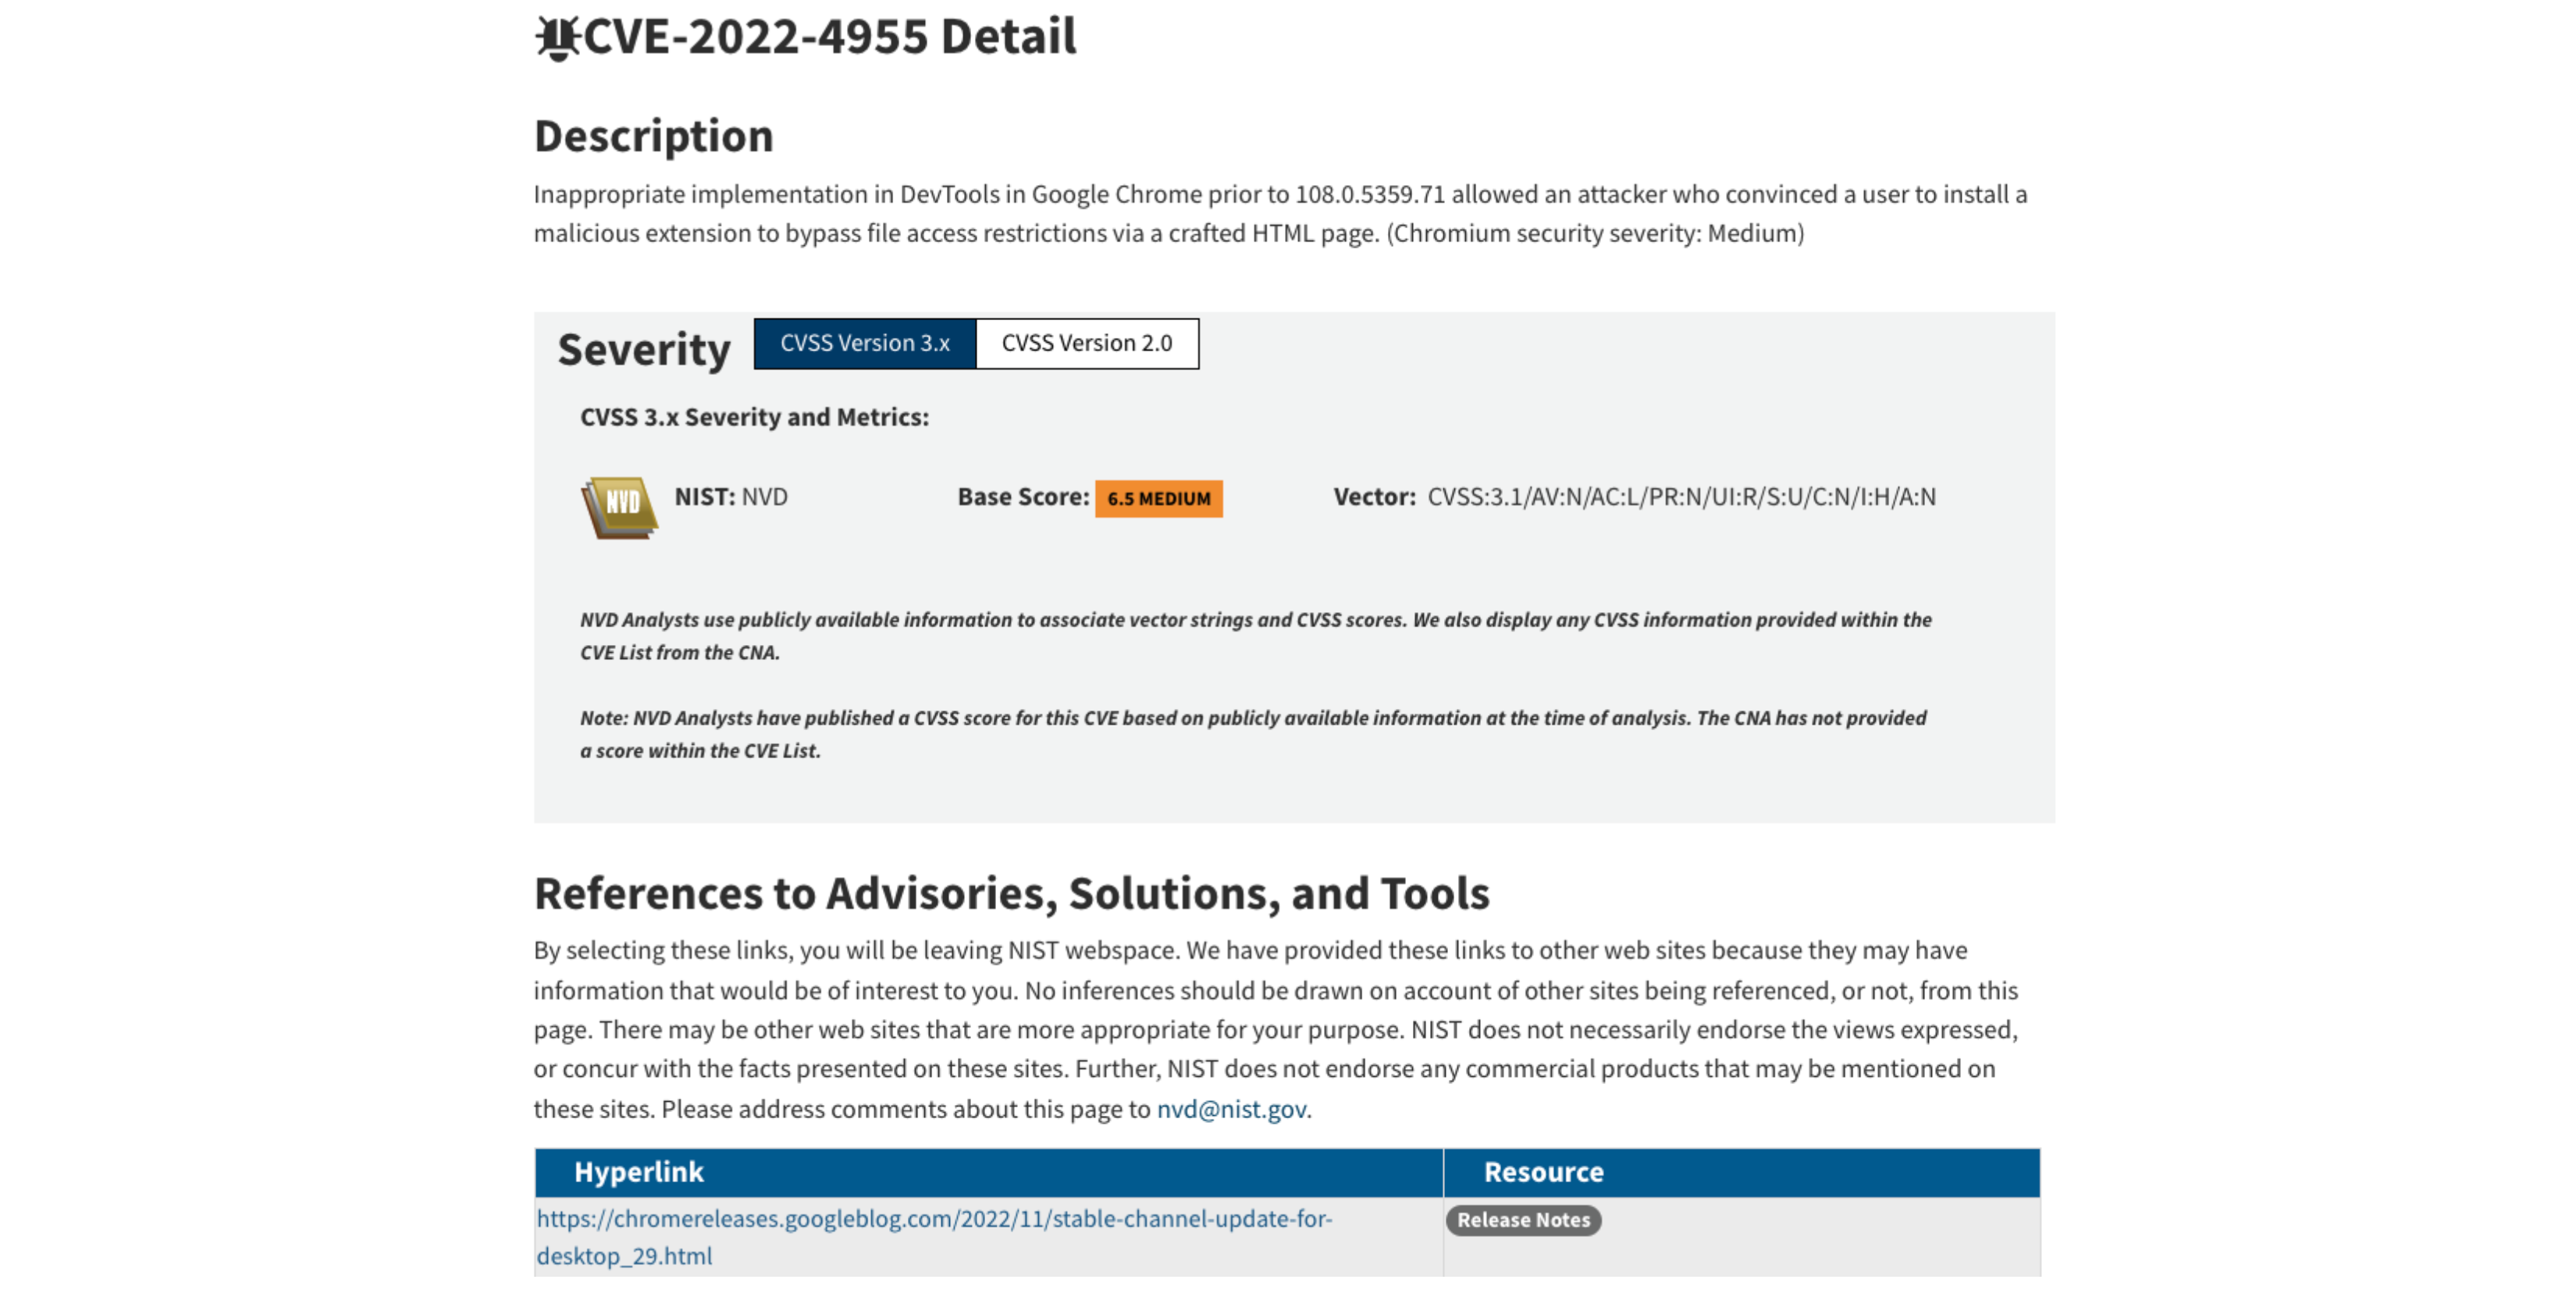 CVE-2022-4955 Detail
Description
Inappropriate implementation in DevTools in Google Chrome prior to 108.0.5359.71 allowed an attacker who convinced a user to install a
malicious extension to bypass file access restrictions via a crafted HTML page. (Chromium security severity: Medium)
Severity CVSS Version 3.x CVSS Version 2.0
CVSS 3.x Severity and Metrics:
NVD NIST: NVD Base Score: 6.5 MEDIUM Vector: CVSS:3.1/AV:N/AC:L/PR:N/UI:R/S:U/C:N/I:H/A:N
NVD Analysts use publicly available information to associate vector strings and CVSS scores. We also display any CVSS information provided within the
CVE List from the CNA.
Note: NVD Analysts have published a CVSS score for this CVE based on publicly available information at the time of analysis. The CNA has not provided
a score within the CVE List.
References to Advisories, Solutions, and Tools
By selecting these links, you will be leaving NIST webspace. We have provided these links to other web sites because they may have
information that would be of interest to you. No inferences should be drawn on account of other sites being referenced, or not, from this
page. There may be other web sites that are more appropriate for your purpose. NIST does not necessarily endorse the views expressed,
or concur with the facts presented on these sites. Further, NIST does not endorse any commercial products that may be mentioned on
these sites. Please address comments about this page to nvd@nist.gov.
Hyperlink Resource
https://chromereleases.googleblog.com/2022/11/stable-channel-update-for- Release Notes
desktop_29.html